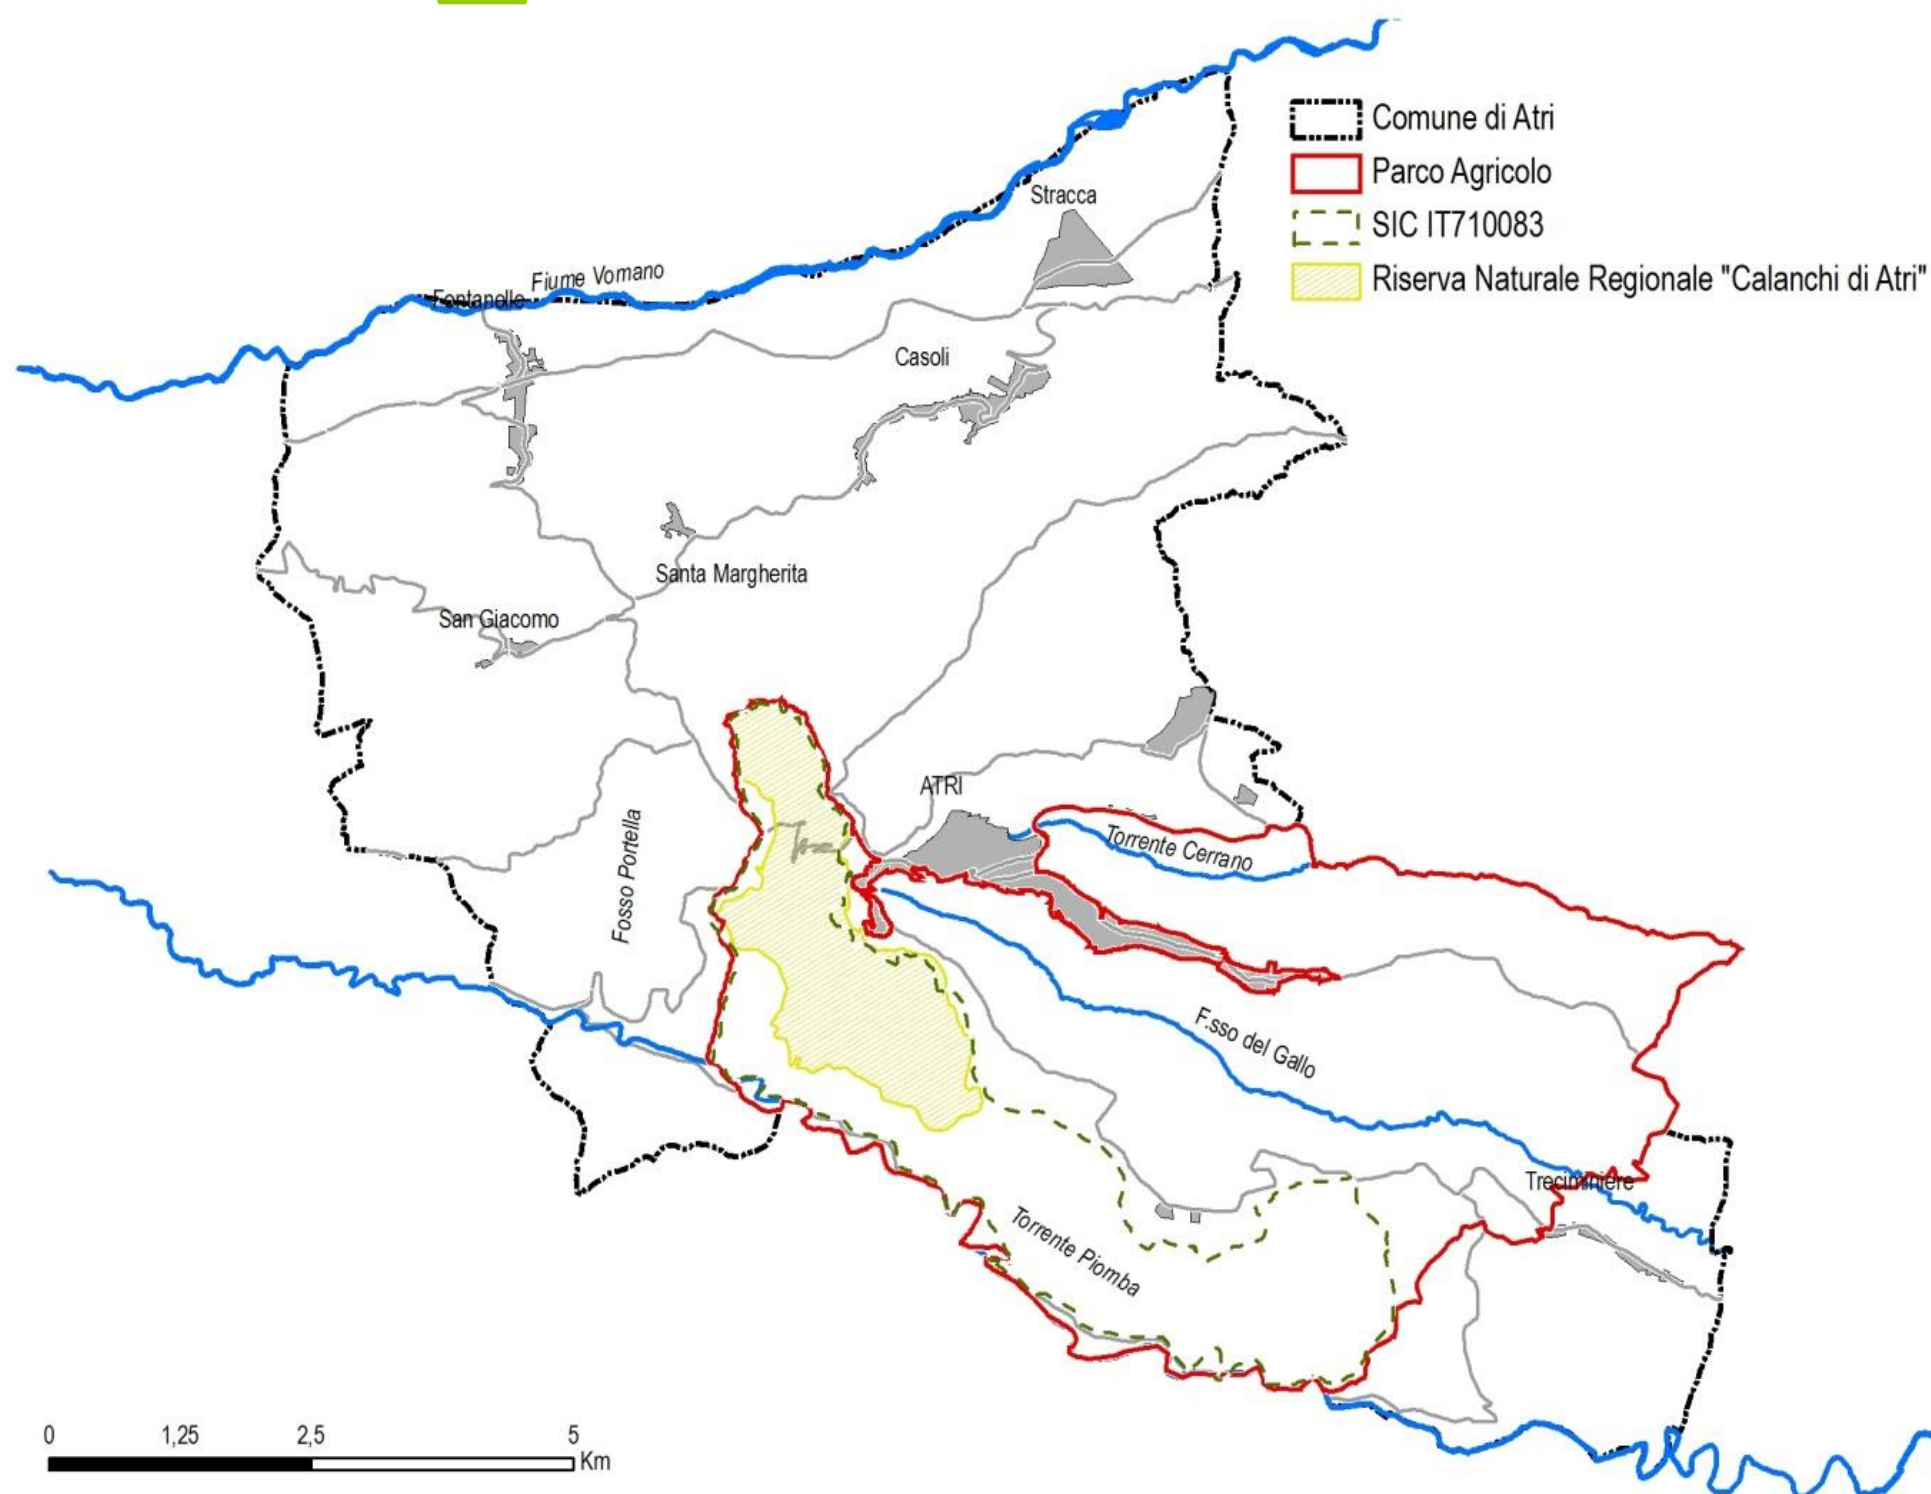 Comune di Atri
Parco Agricolo
SIC IT710083
Riserva Naturale Regionale "Calanchi di Atri"
Stracca
Fiume Vomano
Fontanelle
Casoli
Santa Margherita
San Giacomo
ATRI
Fosso Portella
Torrente Cerrano
F.sso del Gallo
Treciminiere
Torrente Piomba
0 1,25 2,5 5
Km